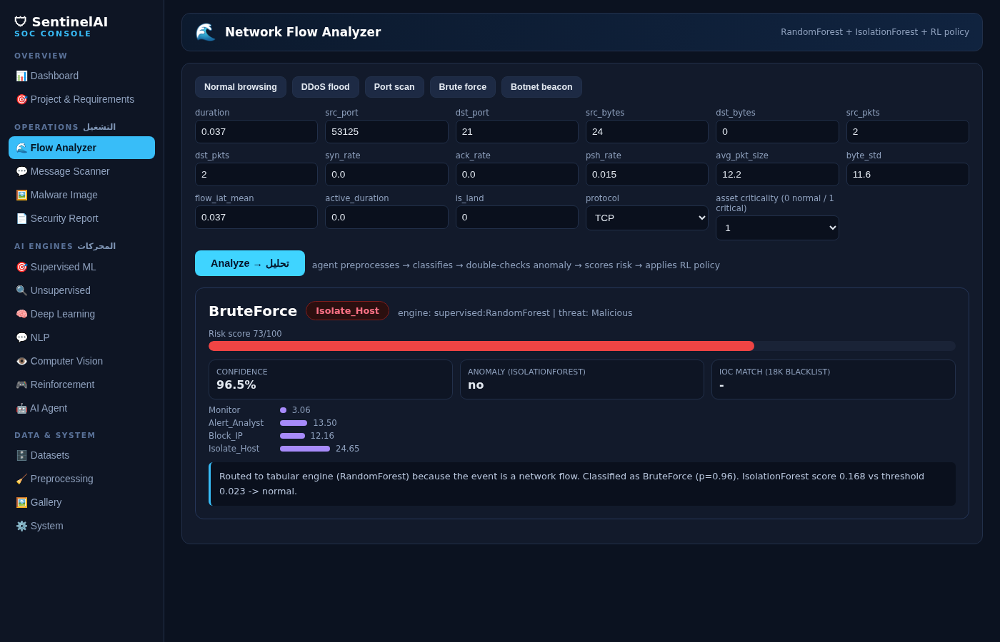 🛡 SentinelAI
SOC CONSOLE
OVERVIEW
📊 Dashboard
🎯 Project & Requirements
OPERATIONS التشغيل
🌊 Flow Analyzer
💬 Message Scanner
🖼️ Malware Image
📄 Security Report
AI ENGINES المحركات
🎯 Supervised ML
🔍 Unsupervised
🧠 Deep Learning
💬 NLP
👁️ Computer Vision
🎮 Reinforcement
🤖 AI Agent
DATA & SYSTEM
🗄️ Datasets
🧹 Preprocessing
🖼️ Gallery
⚙️ System
🌊 Network Flow Analyzer
RandomForest + IsolationForest + RL policy
Normal browsing DDoS flood Port scan Brute force Botnet beacon
duration src_port dst_port src_bytes dst_bytes src_pkts
0.037 53125 21 24 0 2
dst_pkts syn_rate ack_rate psh_rate avg_pkt_size byte_std
2 0.0 0.0 0.015 12.2 11.6
flow_iat_mean active_duration is_land protocol asset criticality (0 normal / 1
critical)
0.037 0.0 0 TCP 1
Analyze → تحليل agent preprocesses → classifies → double-checks anomaly → scores risk → applies RL policy
BruteForce Isolate_Host engine: supervised:RandomForest | threat: Malicious
Risk score 73/100
CONFIDENCE ANOMALY (ISOLATIONFOREST) IOC MATCH (18K BLACKLIST)
96.5% no -
Monitor 3.06
Alert_Analyst 13.50
Block_IP 12.16
Isolate_Host 24.65
Routed to tabular engine (RandomForest) because the event is a network flow. Classified as BruteForce (p=0.96). IsolationForest score 0.168 vs threshold
0.023 -> normal.